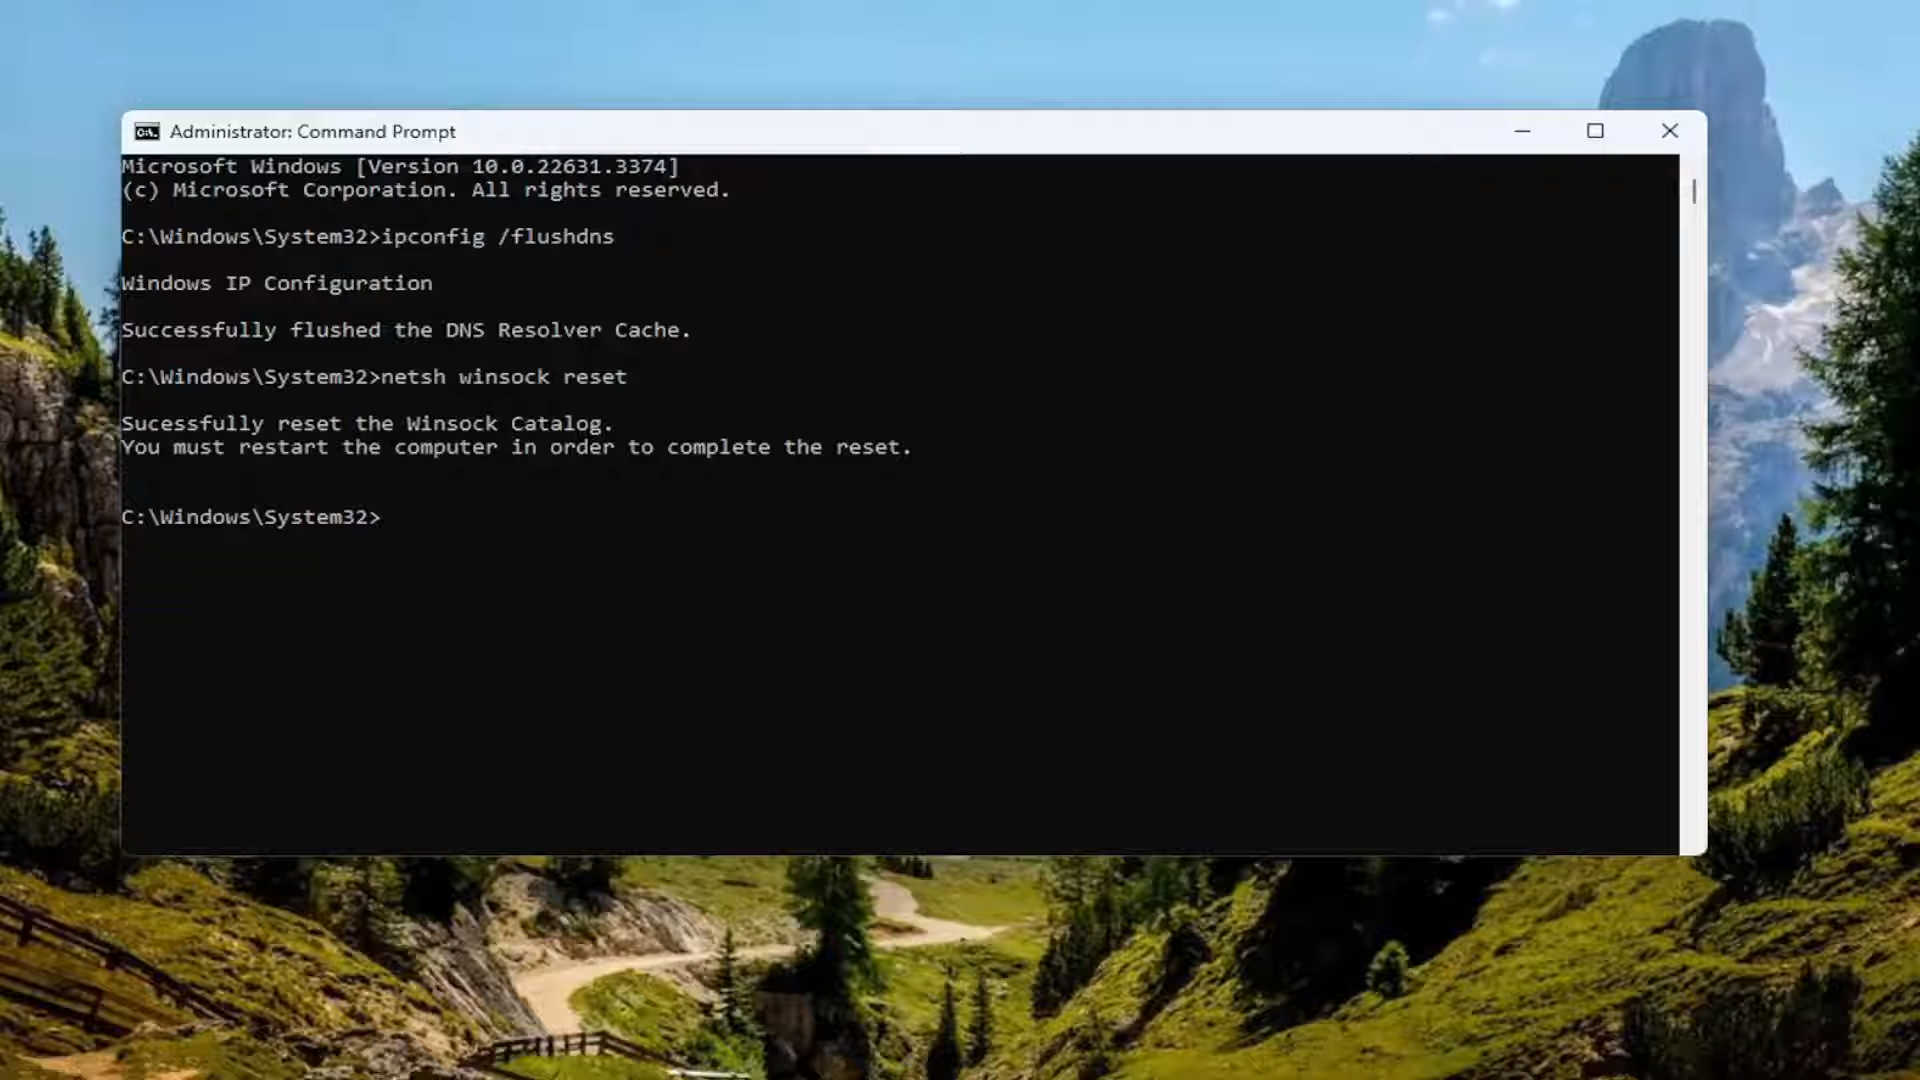 Administrator: Command Prompt
Microsoft Windows [Version 10.0.22631.3374]
(c) Microsoft Corporation. All rights reserved.
C:\Windows\System32>ipconfig /flushdns
Windows IP Configuration
Successfully flushed the DNS Resolver Cache.
C:\Windows\System32>netsh winsock reset
Sucessfully reset the Winsock Catalog.
You must restart the computer in order to complete the reset.
C:\Windows\System32>